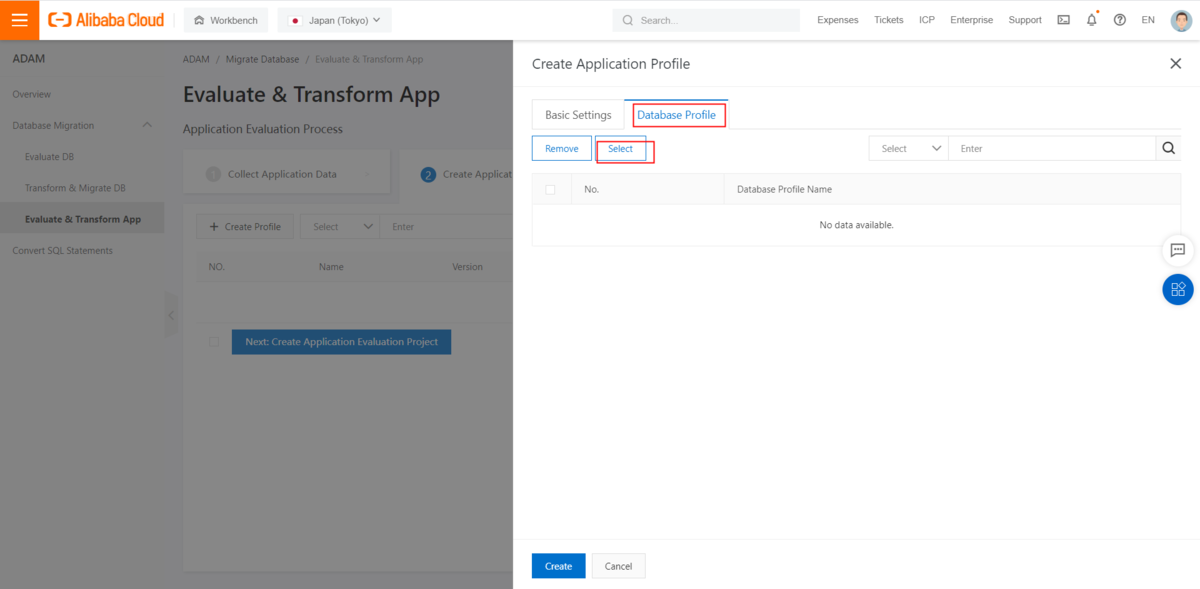 Alibaba Cloud
Workbench
Japan (Tokyo)
Search...
Expenses
Tickets
ICP
Enterprise
Support
EN
ADAM
Overview
Database Migration
Evaluate DB
Transform & Migrate DB
Evaluate & Transform App
Convert SQL Statements
ADAM / Migrate Database / Evaluate & Transform App
Evaluate & Transform App
Application Evaluation Process
1 Collect Application Data
2 Create Applicat
+ Create Profile
Select
Enter
NO. Name Version
Next: Create Application Evaluation Project
Create Application Profile
Basic Settings
Database Profile
Remove
Select
Select
Enter
No. Database Profile Name
No data available.
Create
Cancel